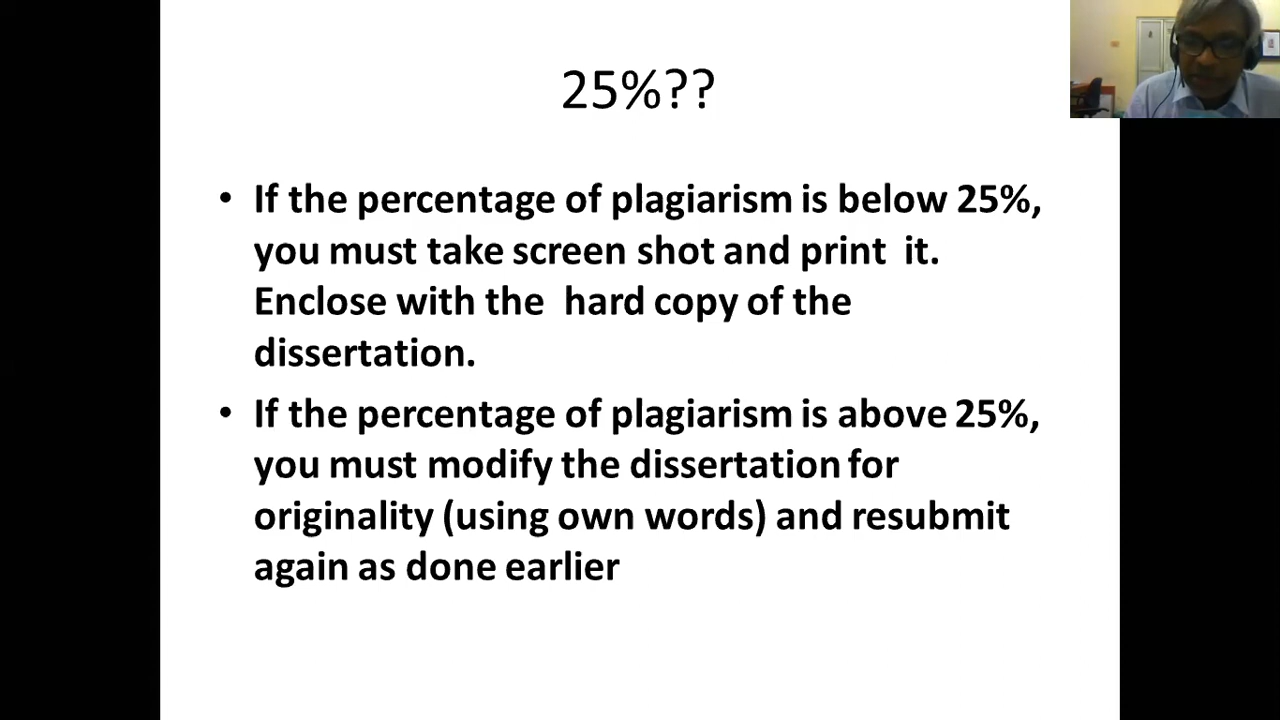 25%??
• If the percentage of plagiarism is below 25%,
you must take screen shot and print it.
Enclose with the hard copy of the
dissertation.
• If the percentage of plagiarism is above 25%,
you must modify the dissertation for
originality (using own words) and resubmit
again as done earlier